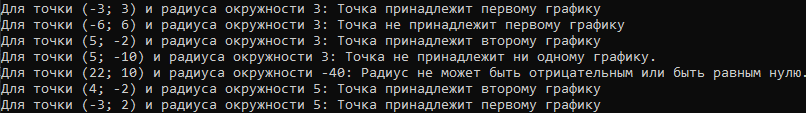 Для точки (-3; 3) и радиуса окружности 3: Точка принадлежит первому графику
Для точки (-6; 6) и радиуса окружности 3: Точка не принадлежит первому графику
Для точки (5; -2) и радиуса окружности 3: Точка принадлежит второму графику
Для точки (5; -10) и радиуса окружности 3: Точка не принадлежит ни одному графику.
Для точки (22; 10) и радиуса окружности -40: Радиус не может быть отрицательным или быть равным нулю.
Для точки (4; -2) и радиуса окружности 5: Точка принадлежит второму графику
Для точки (-3; 2) и радиуса окружности 5: Точка принадлежит первому графику